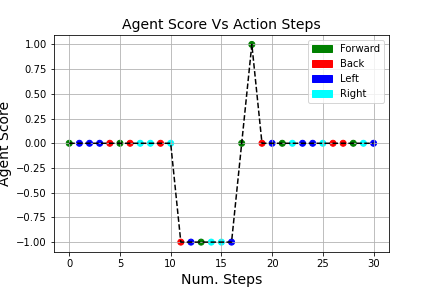 Agent Score Vs Action Steps
1.00
0.75
0.50
0.25
0.00
−0.25
−0.50
−0.75
−1.00
Agent Score
Forward
Back
Left
Right
0 5 10 15 20 25 30
Num. Steps